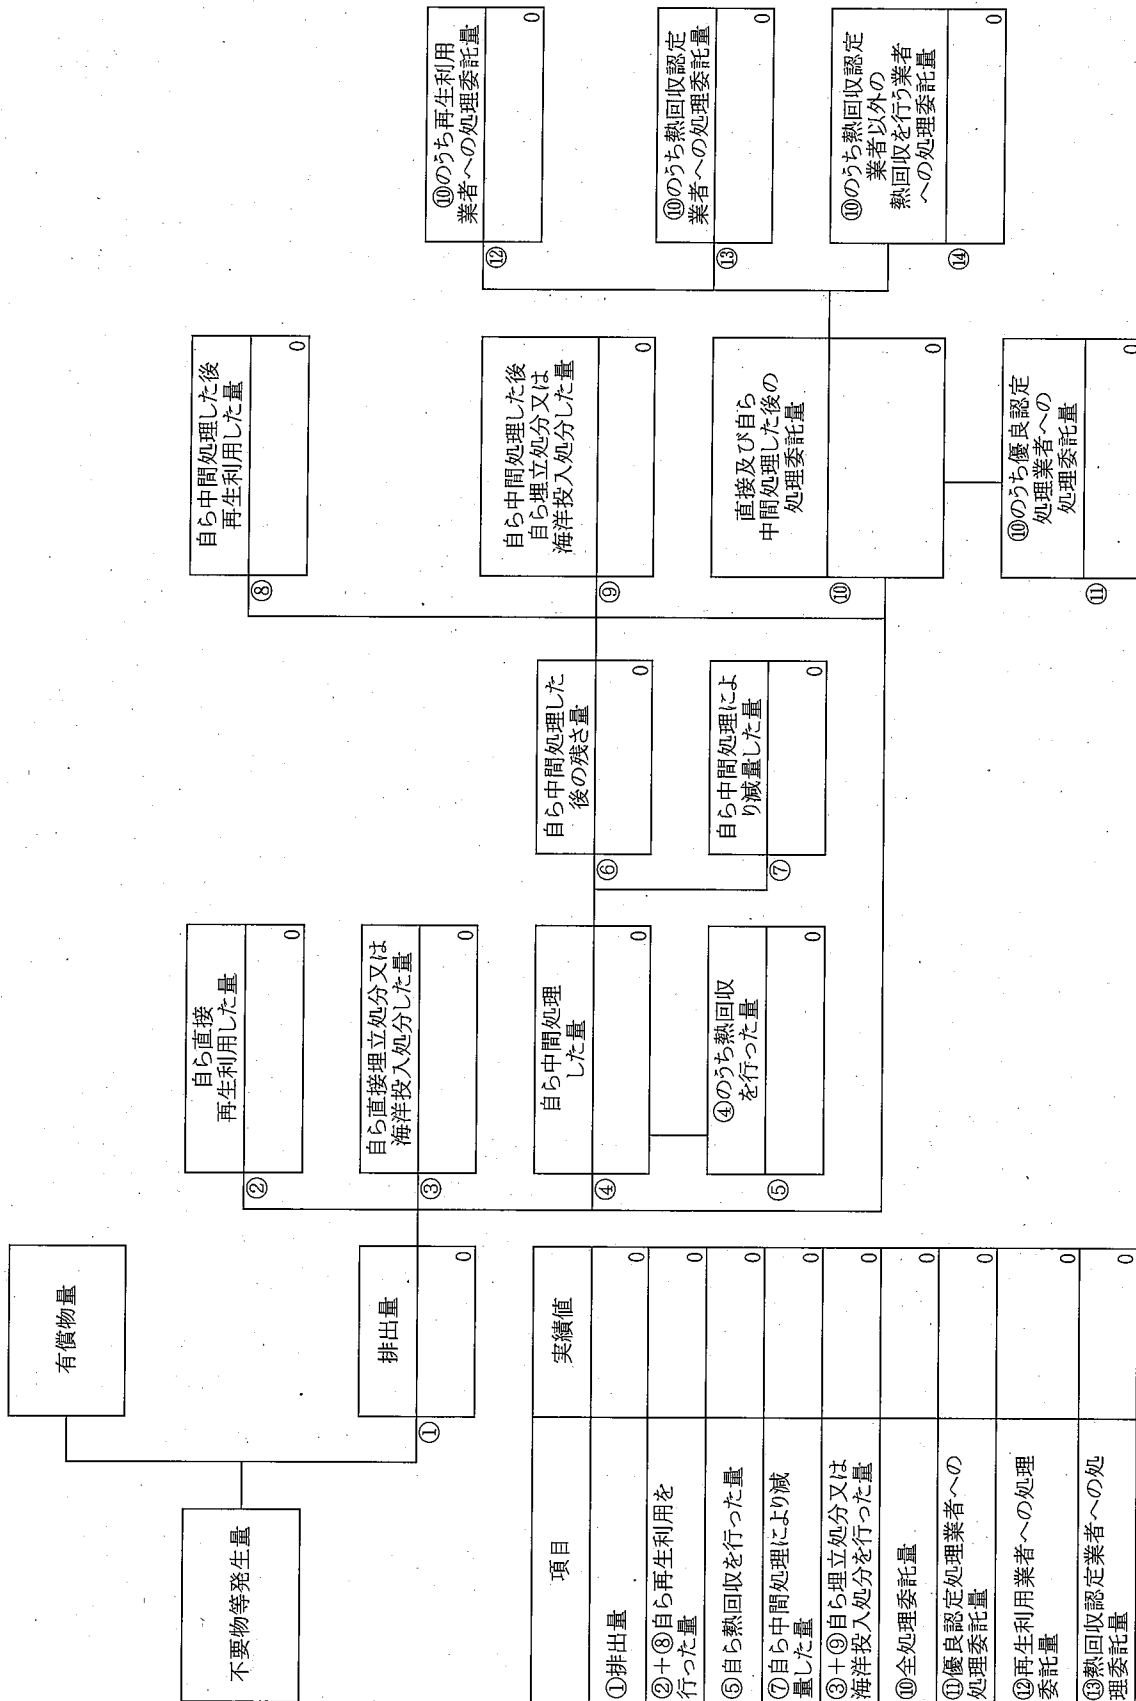 不要物等発生量
有償物量
排出量
①
0
自ら直接
再生利用した量
②
0
自ら直接埋立処分又は
海洋投入処分した量
③
0
自ら中間処理
した量
④
0
④のうち熱回収
を行った量
⑤
0
自ら中間処理した
後の残さ量
⑥
0
自ら中間処理によ
り減量した量
⑦
0
自ら中間処理した後
再生利用した量
⑧
0
自ら中間処理した後
自ら埋立処分又は
海洋投入処分した量
⑨
0
直接及び自ら
中間処理した後の
処理委託量
⑩
0
⑩のうち優良認定
処理業者への
処理委託量
⑪
0
⑩のうち再生利用
業者への処理委託量
⑫
0
⑩のうち熱回収認定
業者への処理委託量
⑬
0
⑩のうち熱回収認定
業者以外の
熱回収を行う業者
への処理委託量
⑭
0
項目
実績値
①排出量
0
②+⑧自ら再生利用を
行った量
0
⑤自ら熱回収を行った量
0
⑦自ら中間処理により減
量した量
0
③+⑨自ら埋立処分又は
海洋投入処分を行った量
0
⑩全処理委託量
0
⑪優良認定処理業者への
処理委託量
0
⑫再生利用業者への処理
委託量
0
⑬熱回収認定業者への処
理委託量
0